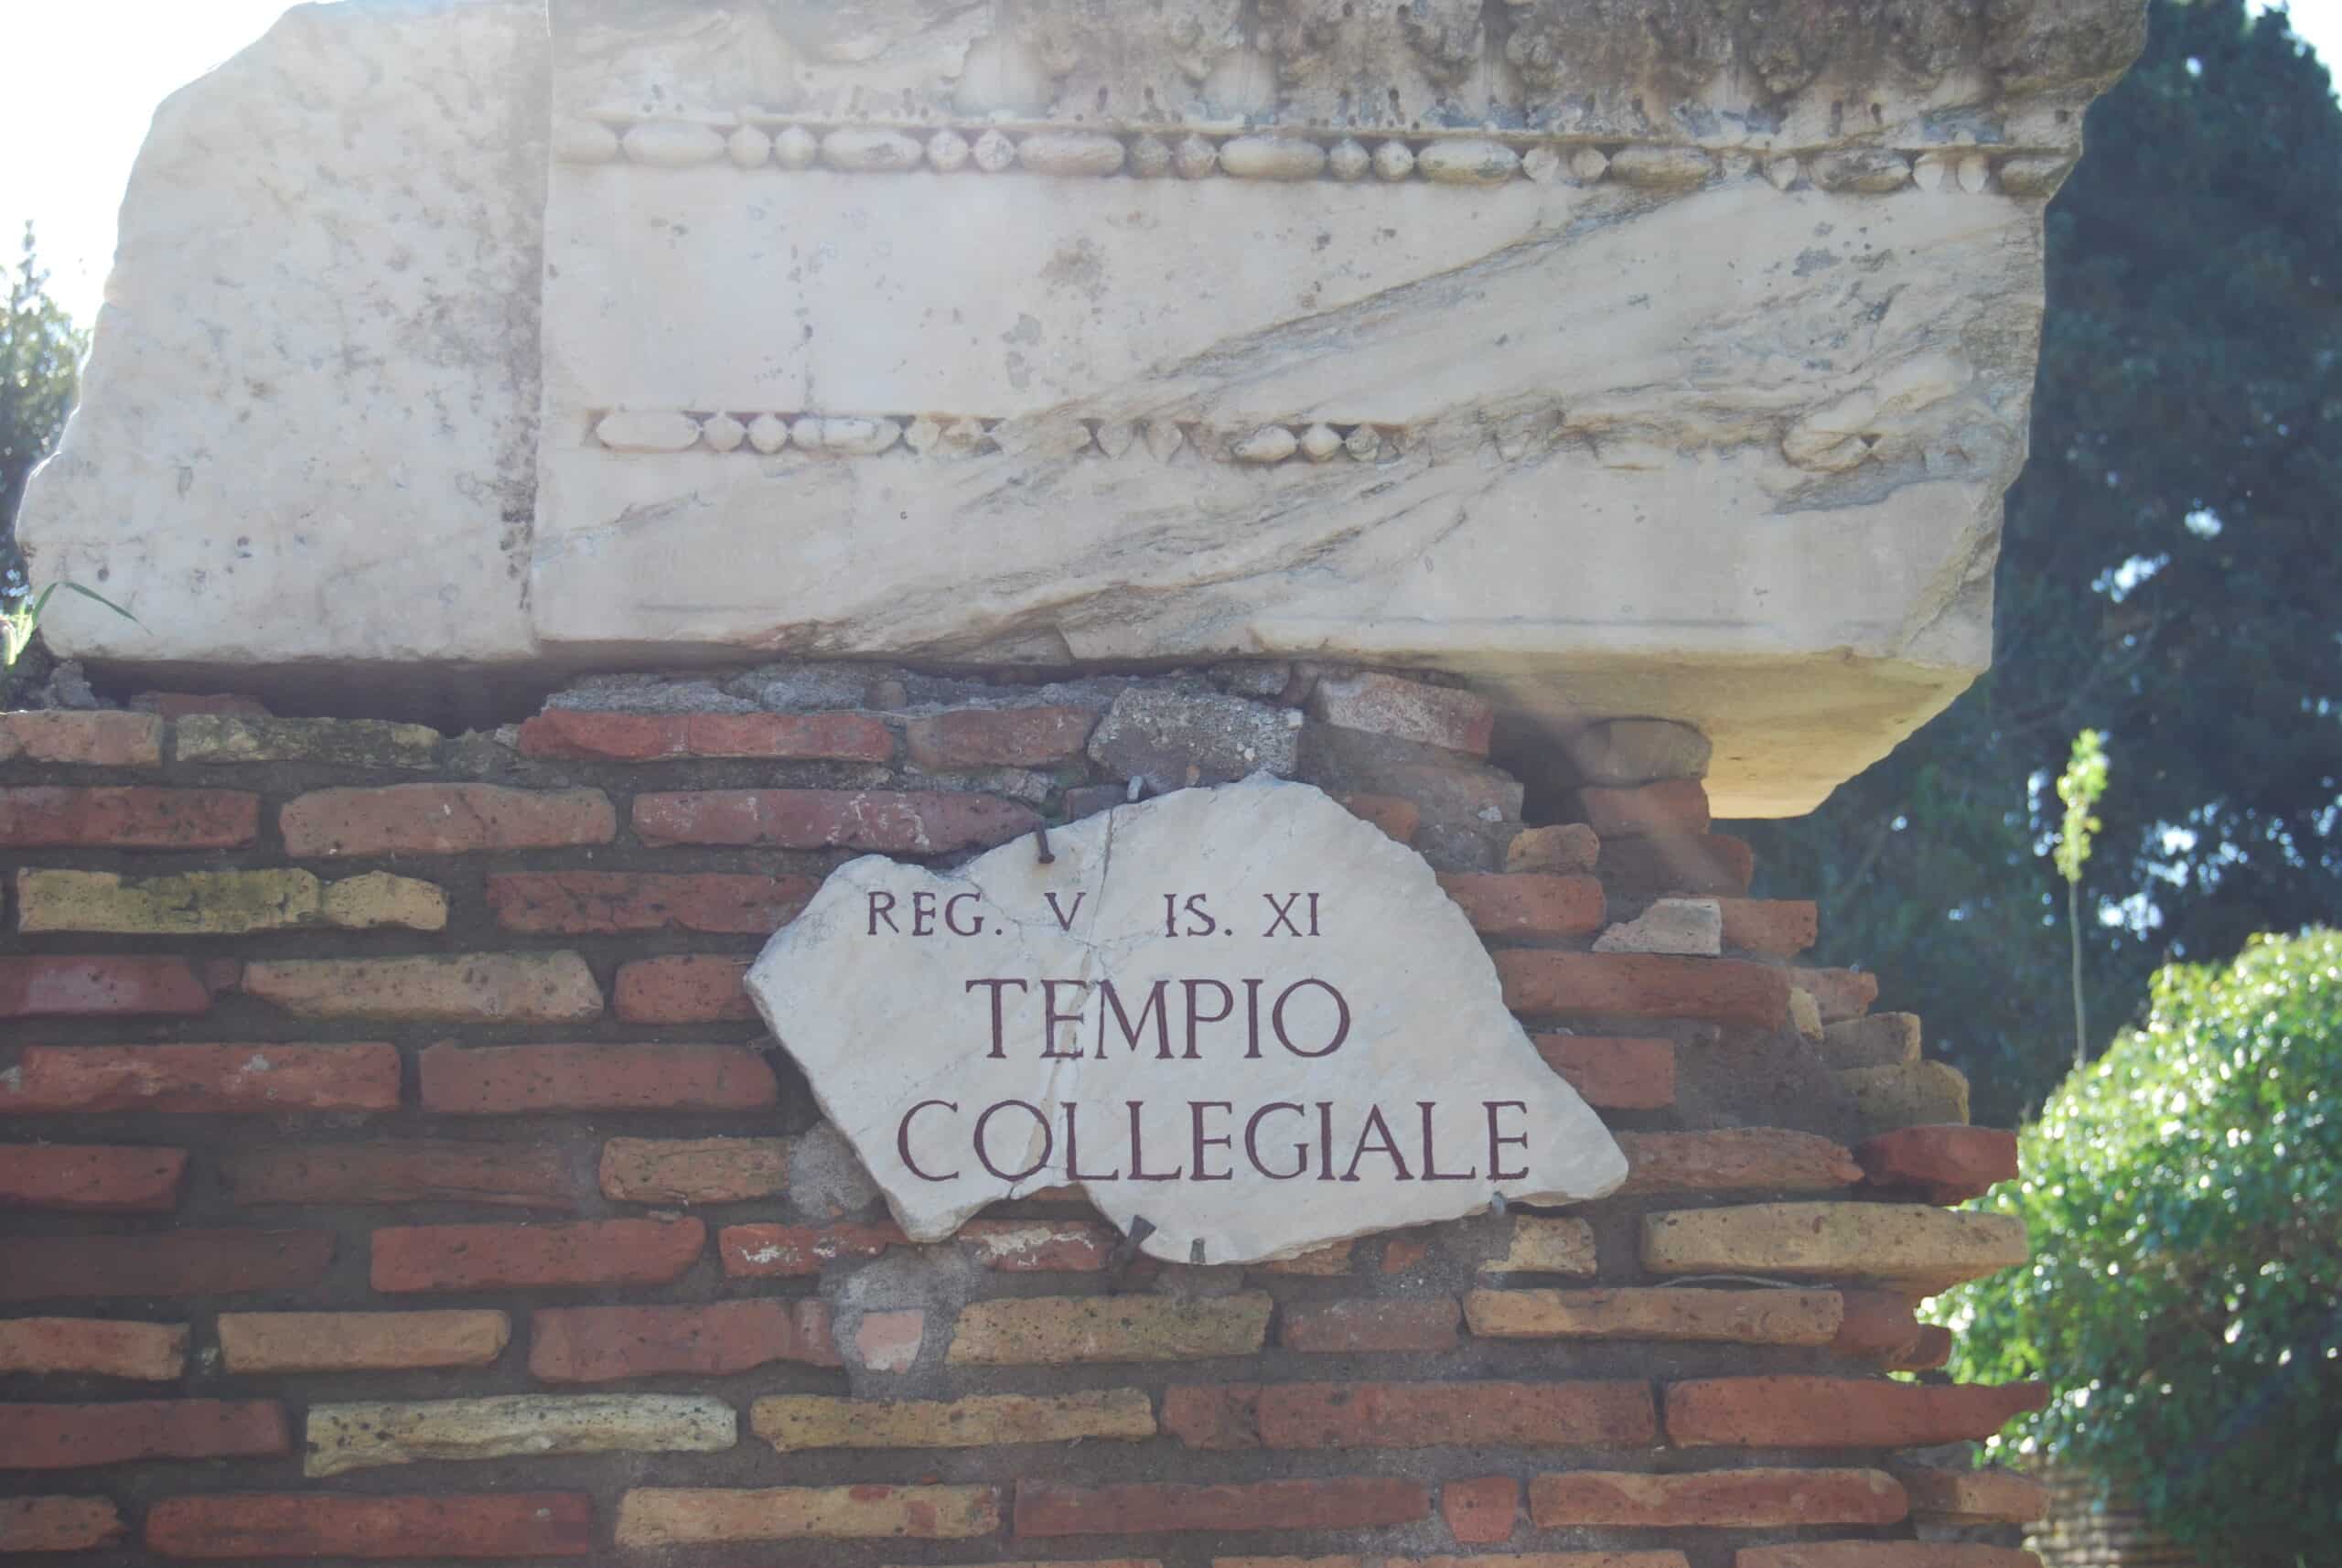 REG. V IS. XI
TEMPIO
COLLEGIALE